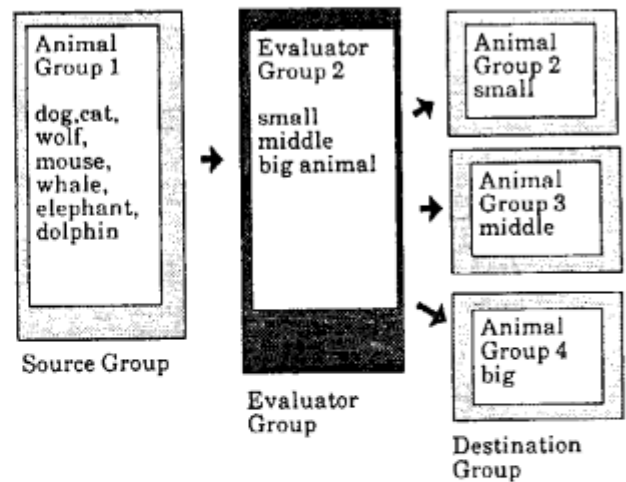 Animal
Group 1
dog,cat,
wolf,
mouse,
whale,
elephant,
dolphin
Source Group
Evaluator
Group 2
small
middle
big animal
Evaluator
Group
Animal
Group 2
small
Animal
Group 3
middle
Animal
Group 4
big
Destination
Group